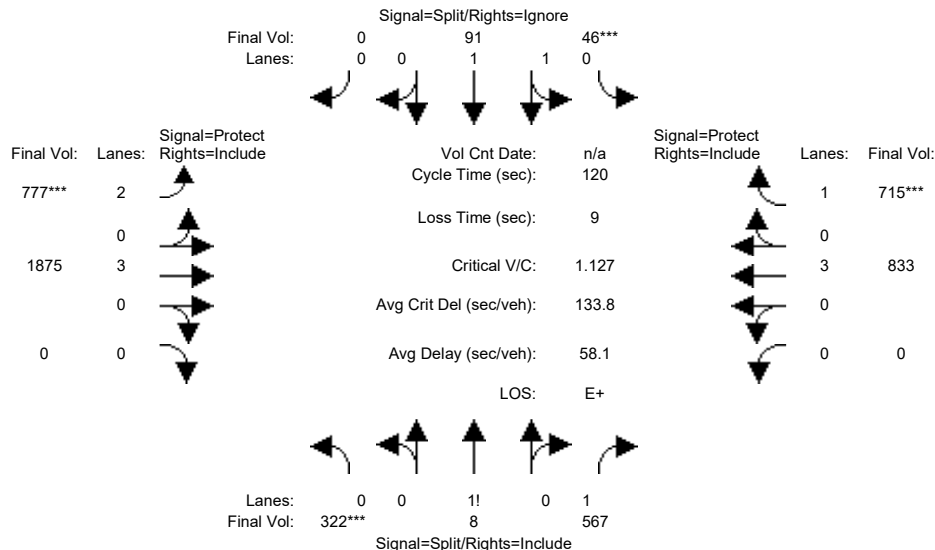 Signal=Split/Rights=Ignore
Final Vol: 0 91 46***
Lanes: 0 0 1 1 0
Signal=Protect
Final Vol: Lanes: Rights=Include
Vol Cnt Date: n/a
Signal=Protect
Rights=Include Lanes: Final Vol:
Cycle Time (sec): 120
777*** 2
1 715***
Loss Time (sec): 9
0
0
1875 3
Critical V/C: 1.127
3 833
0
Avg Crit Del (sec/veh): 133.8
0
0 0
Avg Delay (sec/veh): 58.1
0 0
LOS: E+
Lanes: 0 0 1! 0 1
Final Vol: 322*** 8 567
Signal=Split/Rights=Include